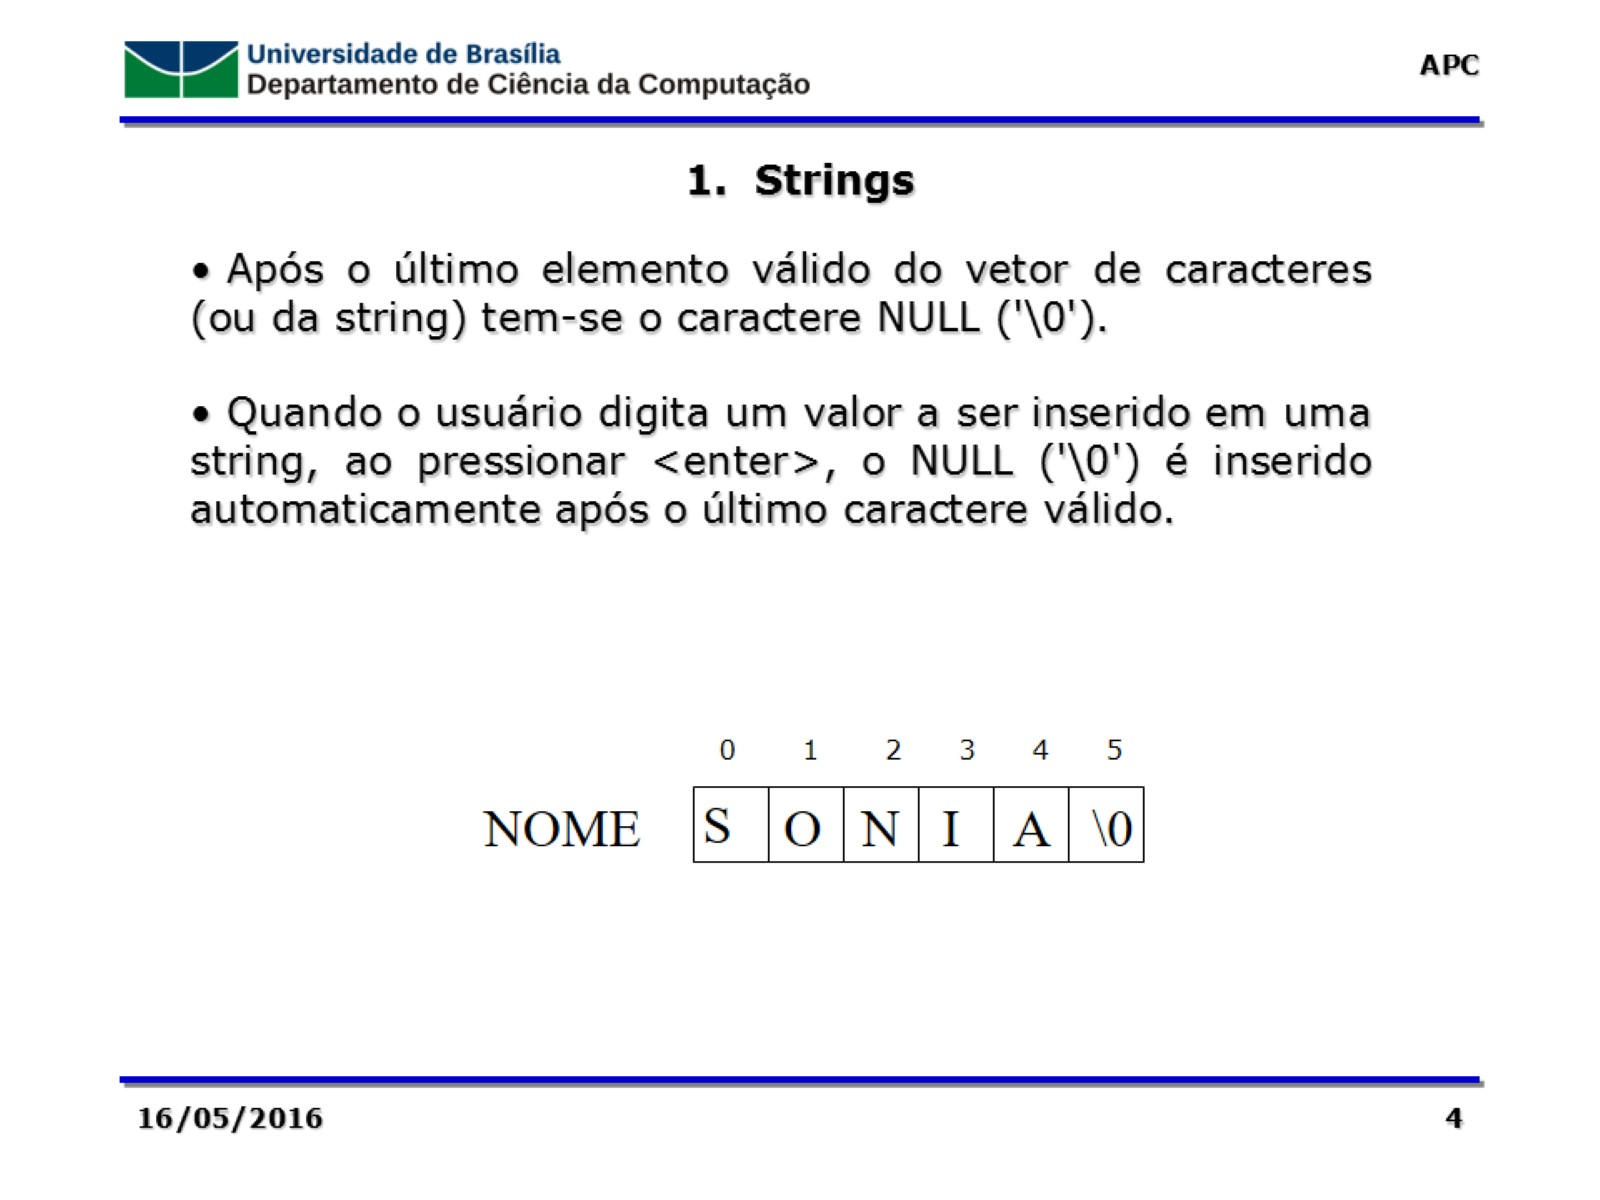 Universidade de Brasília
Departamento de Ciência da Computação
APC
1. Strings
• Após o último elemento válido do vetor de caracteres
(ou da string) tem-se o caractere NULL ('\0').
• Quando o usuário digita um valor a ser inserido em uma
string, ao pressionar <enter>, o NULL ('\0') é inserido
automaticamente após o último caractere válido.
0 1 2 3 4 5
NOME S O N I A \0
16/05/2016 4